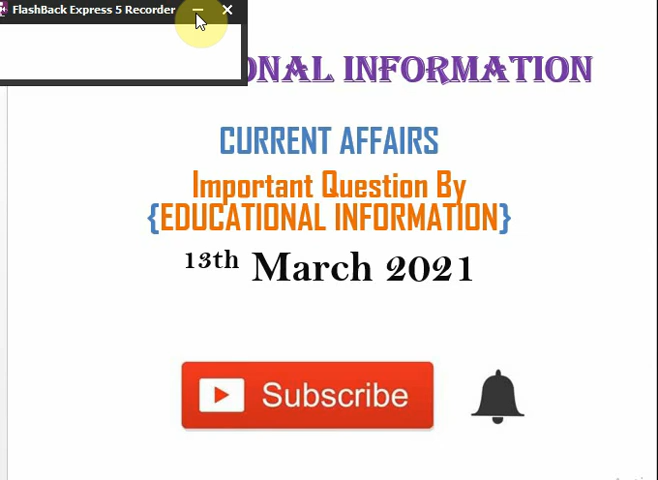 FlashBack Express 5 Recorder
ONAL INFORMATION
CURRENT AFFAIRS
Important Question By
{EDUCATIONAL INFORMATION}
13th March 2021
Subscribe